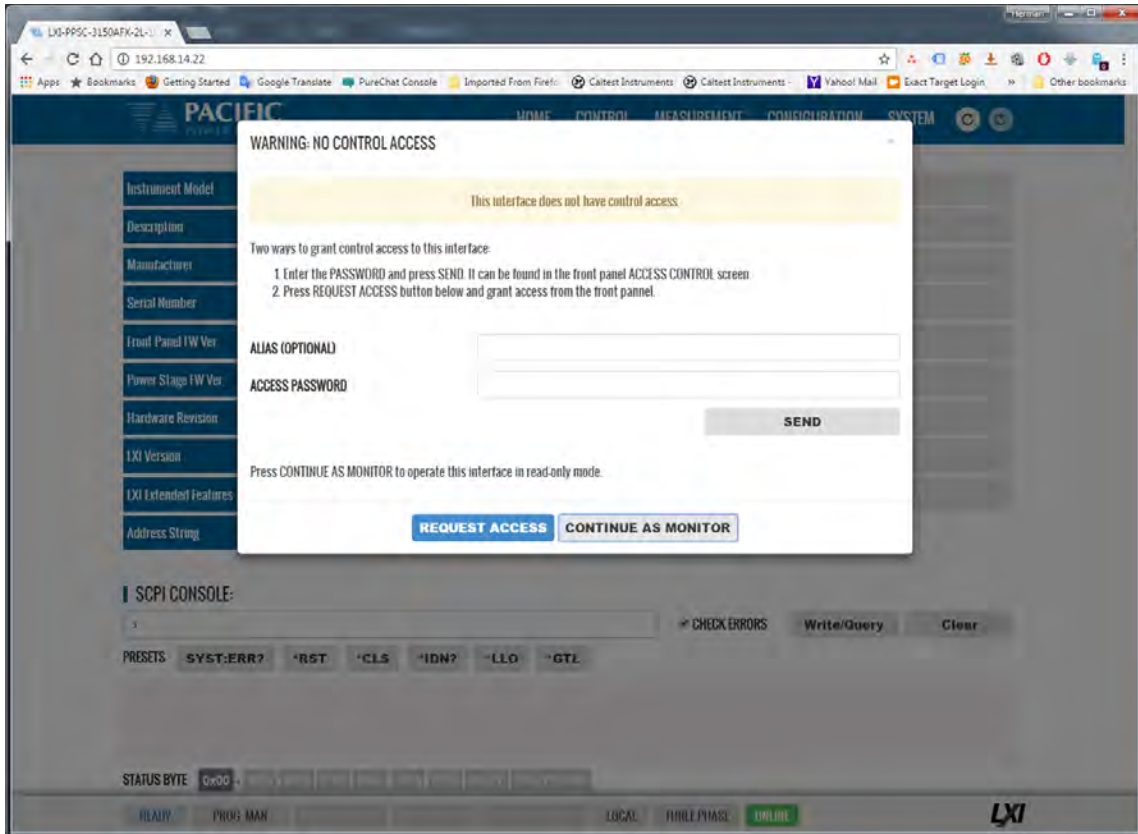 Herman
LXI-PPSC-3150AFX-2L-1
192.168.14.22
Apps Bookmarks Getting Started Google Translate PureChat Console Imported From Firef: Caltest Instruments Caltest Instruments - Yahoo! Mail Exact Target Login » Other bookmarks
PACIFIC HOME CONTROL MEASUREMENT CONFIGURATION SYSTEM
WARNING: NO CONTROL ACCESS
This interface does not have control access.
Two ways to grant control access to this interface:
1. Enter the PASSWORD and press SEND. It can be found in the front panel ACCESS CONTROL screen.
2. Press REQUEST ACCESS button below and grant access from the front pannel.
ALIAS (OPTIONAL)
ACCESS PASSWORD
SEND
Press CONTINUE AS MONITOR to operate this interface in read-only mode.
REQUEST ACCESS CONTINUE AS MONITOR
Instrument Model
Description
Manufacturer
Serial Number
Front Panel FW Ver
Power Stage FW Ver
Hardware Revision
LXI Version
LXI Extended Features
Address String
SCPI CONSOLE:
CHECK ERRORS Write/Query Clear
PRESETS SYST:ERR? *RST *CLS *IDN? *LLO *GTL
STATUS BYTE 0x00
READY PROG: MAN LOCAL THREE PHASE ONLINE LXI